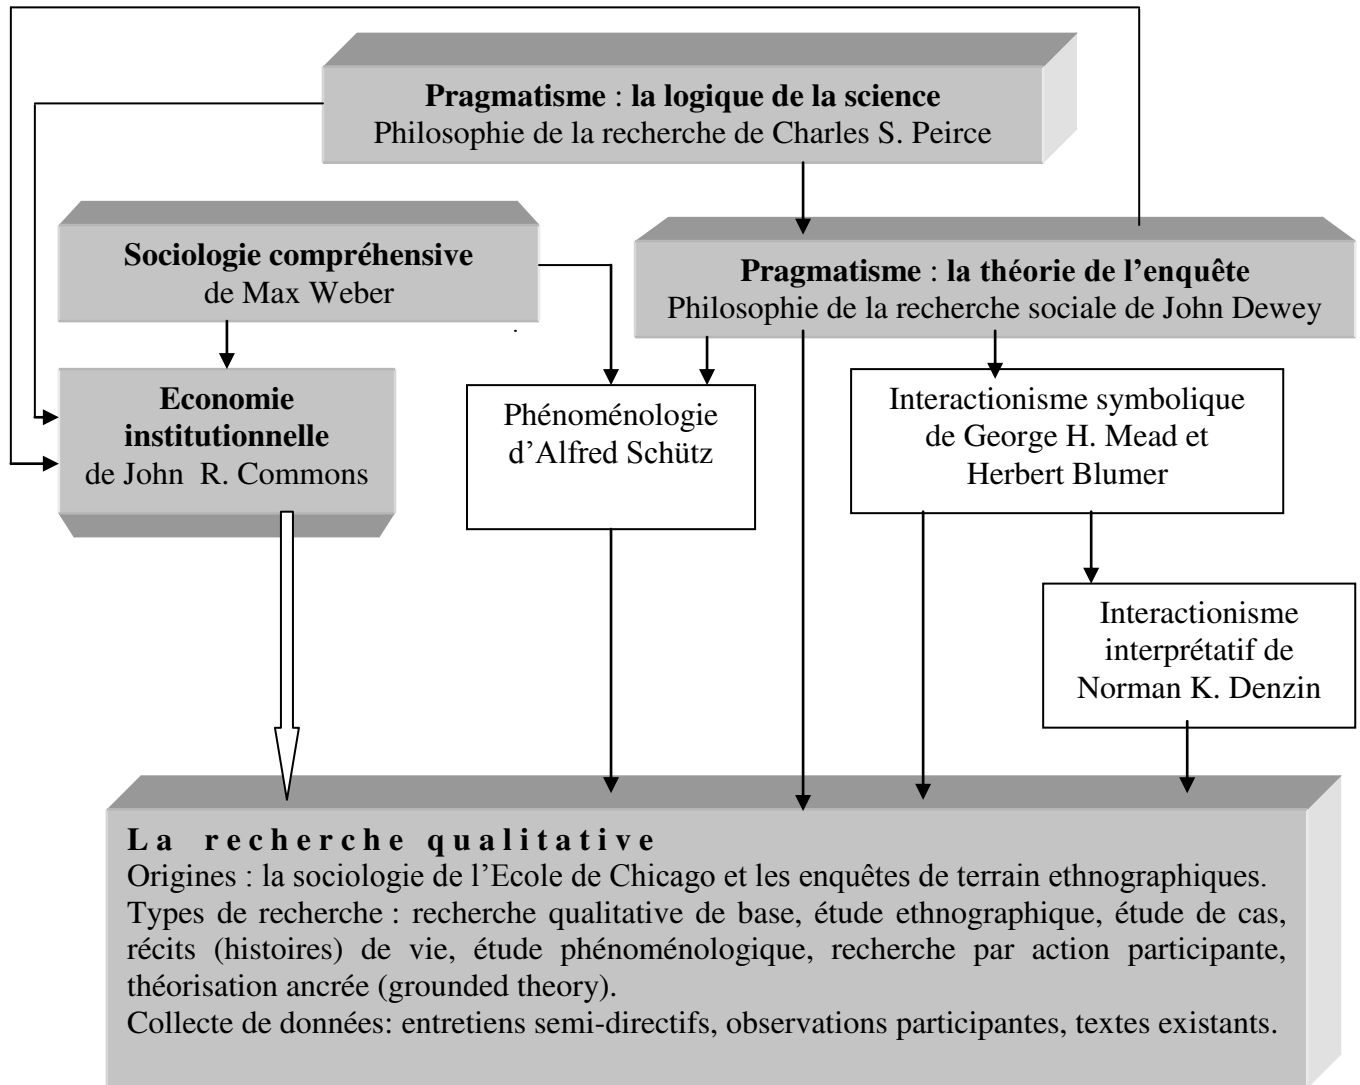 Pragmatisme : la logique de la science
Philosophie de la recherche de Charles S. Peirce
Sociologie compréhensive
de Max Weber
Pragmatisme : la théorie de l’enquête
Philosophie de la recherche sociale de John Dewey
Economie
institutionnelle
de John R. Commons
Phénoménologie
d’Alfred Schütz
Interactionisme symbolique
de George H. Mead et
Herbert Blumer
Interactionisme
interprétatif de
Norman K. Denzin
La recherche qualitative
Origines : la sociologie de l’Ecole de Chicago et les enquêtes de terrain ethnographiques.
Types de recherche : recherche qualitative de base, étude ethnographique, étude de cas,
récits (histoires) de vie, étude phénoménologique, recherche par action participante,
théorisation ancrée (grounded theory).
Collecte de données: entretiens semi-directifs, observations participantes, textes existants.